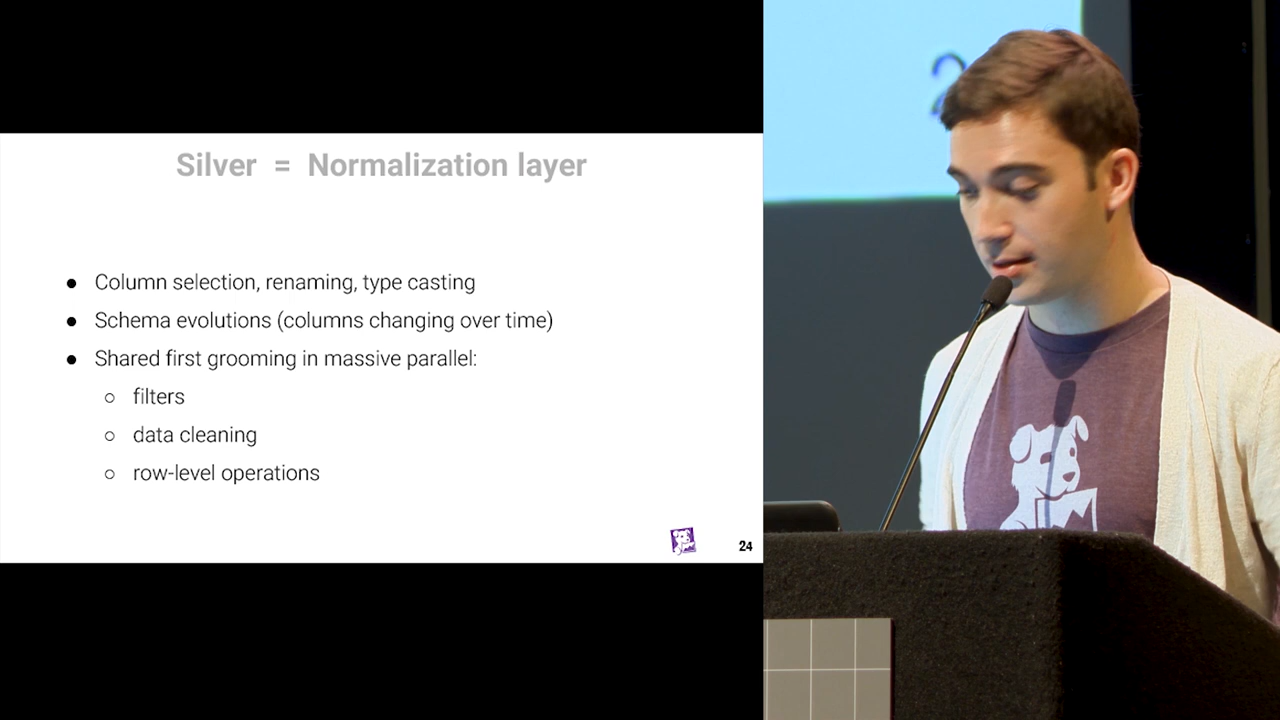 Silver = Normalization layer
● Column selection, renaming, type casting
● Schema evolutions (columns changing over time)
● Shared first grooming in massive parallel:
○ filters
○ data cleaning
○ row-level operations
24
2